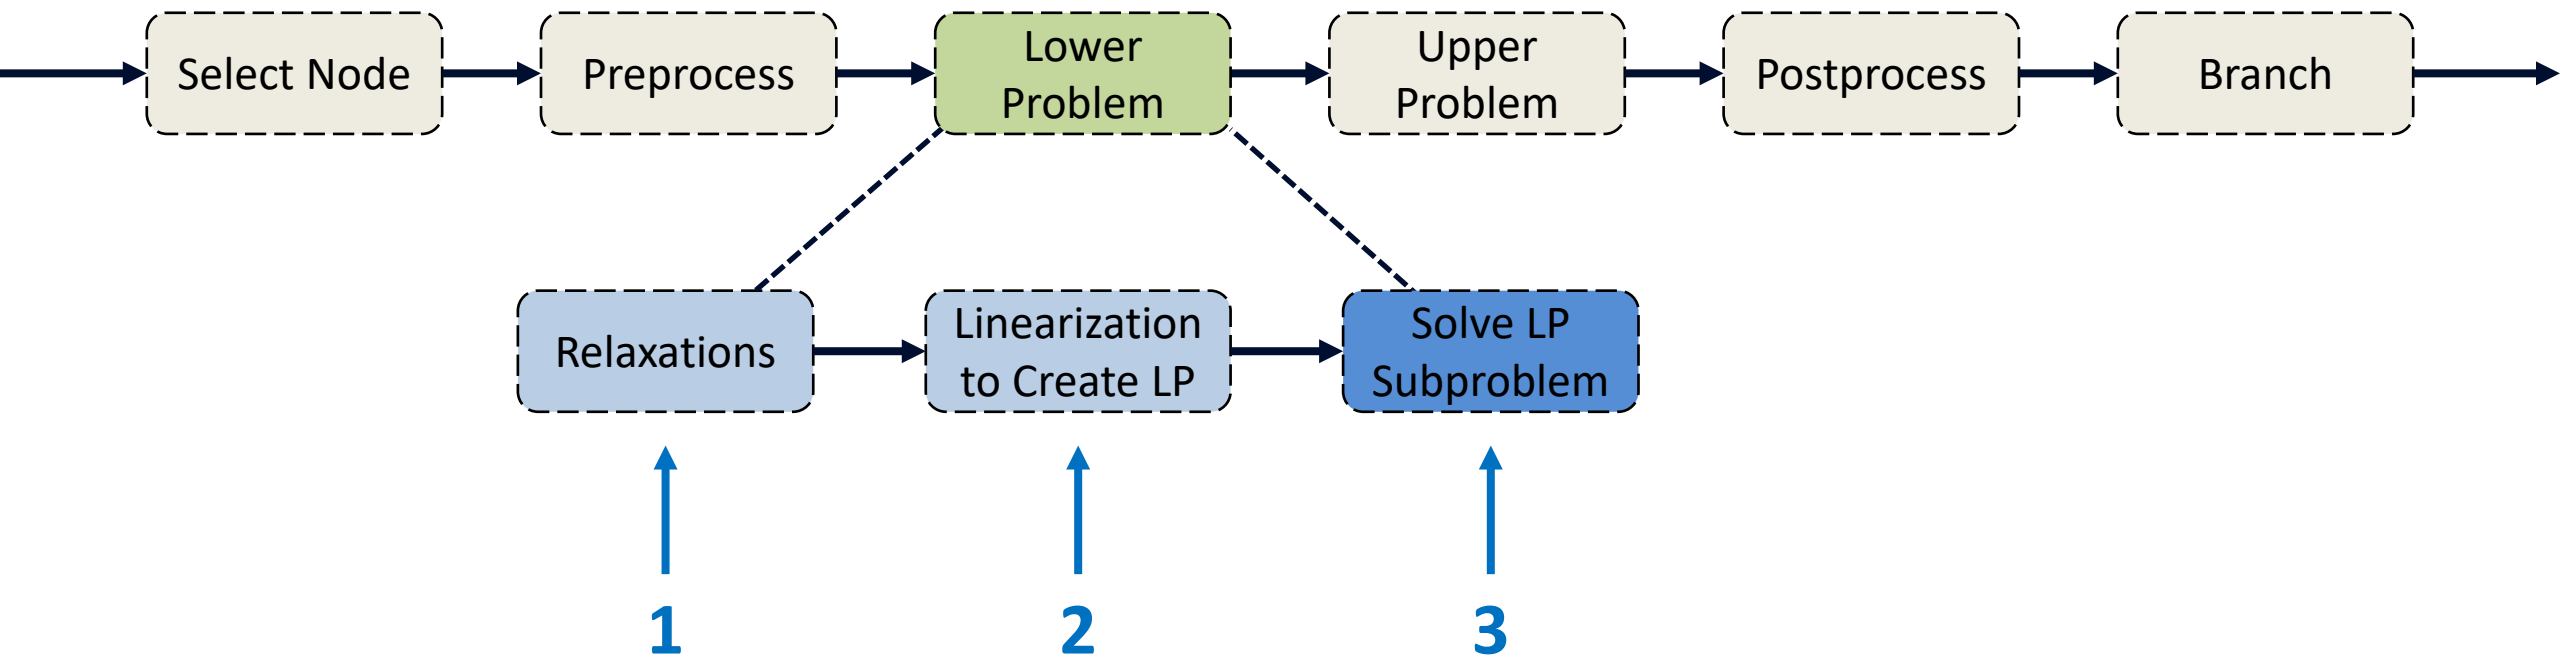 Select Node
Preprocess
Lower
Problem
Upper
Problem
Postprocess
Branch
Relaxations
Linearization
to Create LP
Solve LP
Subproblem
1
2
3